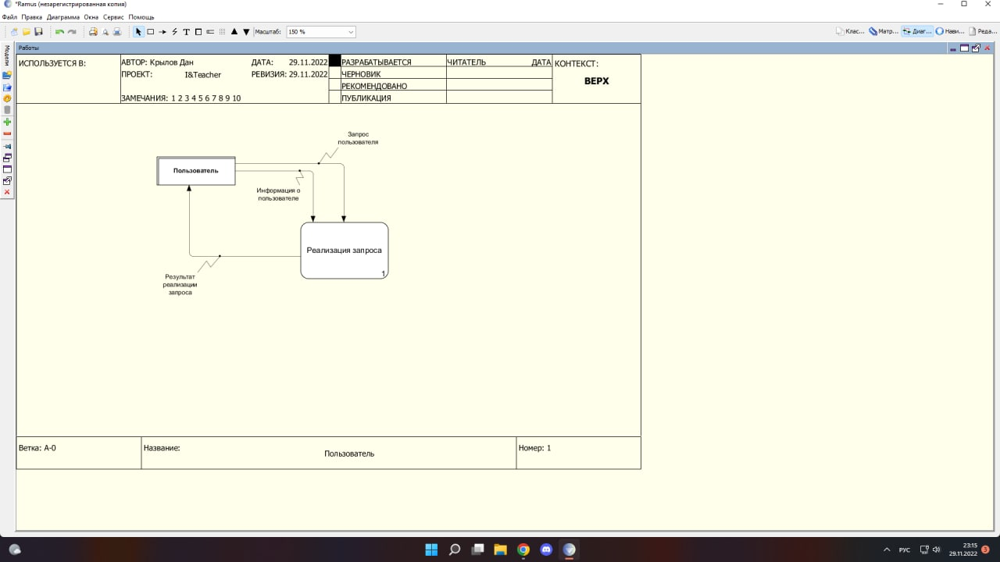 *Ramus (незарегистрированная копия)
Файл Правка Диаграмма Окна Сервис Помощь
Масштаб: 150 % Клас... Матр... Диаг... Нави... Реда...
Модели
Работы
ИСПОЛЬЗУЕТСЯ В: АВТОР: Крылов Дан ДАТА: 29.11.2022 РАЗРАБАТЫВАЕТСЯ ЧИТАТЕЛЬ ДАТА КОНТЕКСТ:
ПРОЕКТ: I&Teacher РЕВИЗИЯ: 29.11.2022 ЧЕРНОВИК
ВЕРХ
РЕКОМЕНДОВАНО
ЗАМЕЧАНИЯ: 1 2 3 4 5 6 7 8 9 10 ПУБЛИКАЦИЯ
Запрос
пользователя
Пользователь
Информация о
пользователе
Реализация запроса
1
Результат
реализации
запроса
Ветка: A-0 Название: Пользователь Номер: 1
РУС 23:15
29.11.2022 3